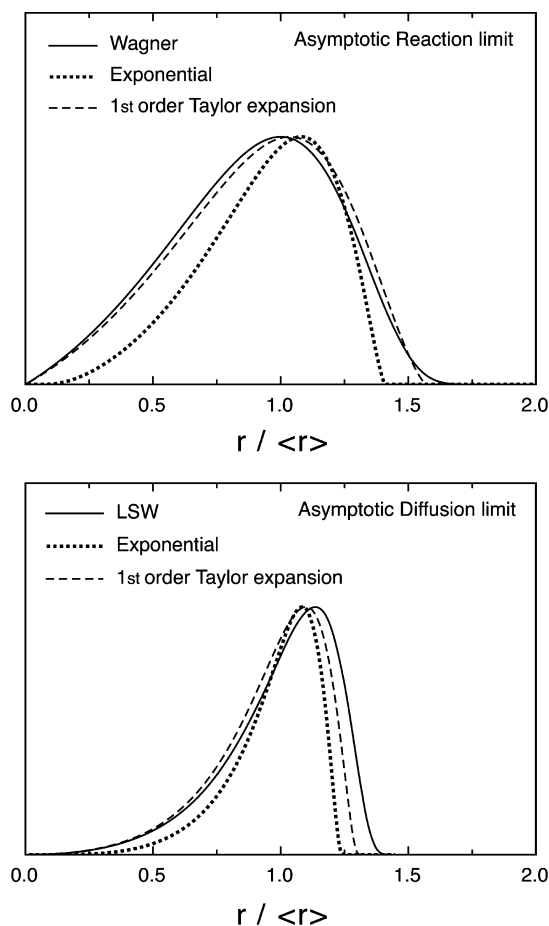 Asymptotic Reaction limit
Wagner
Exponential
1st order Taylor expansion
0.0 0.5 1.0 1.5 2.0
r / <r>
Asymptotic Diffusion limit
LSW
Exponential
1st order Taylor expansion
0.0 0.5 1.0 1.5 2.0
r / <r>